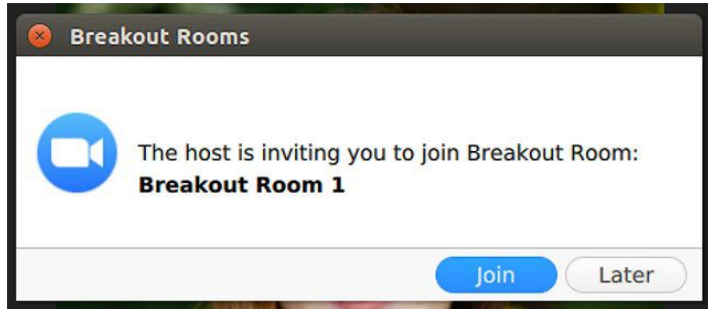 Breakout Rooms
The host is inviting you to join Breakout Room:
Breakout Room 1
Join
Later